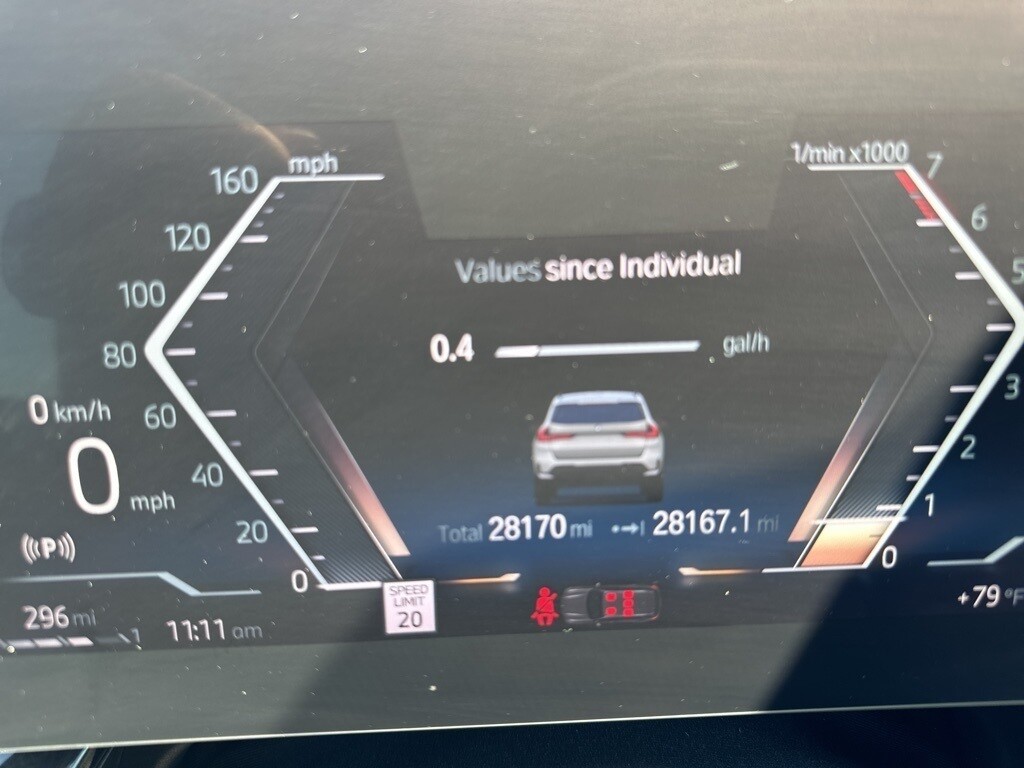 mph
160
120
100
80
60
40
20
0
0 km/h
0 mph
((P))
296 mi
1
11:11 am
Values since Individual
0.4 gal/h
Total 28170 mi 28167.1 mi
SPEED
LIMIT
20
1/min x1000
7
6
5
3
2
1
0
+79 °F